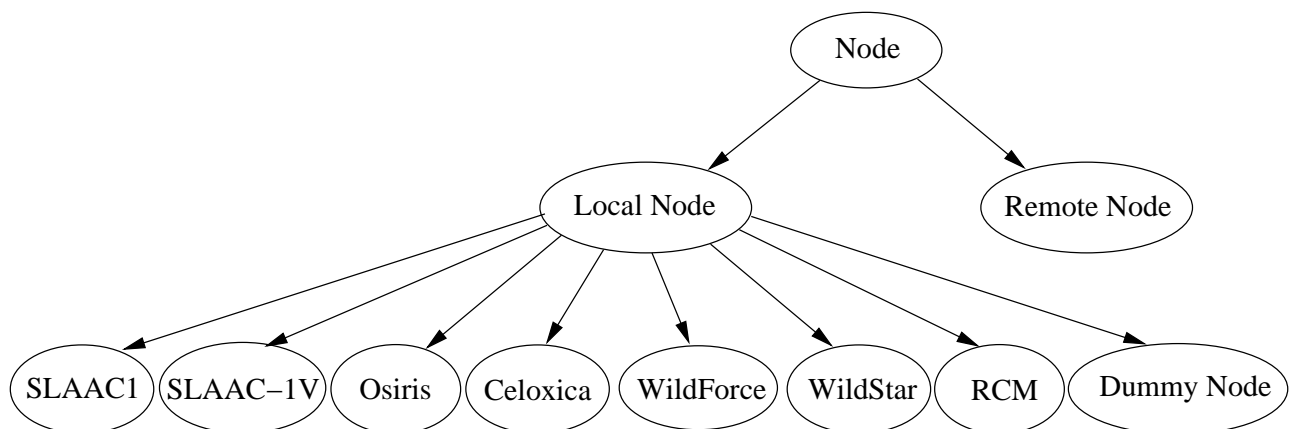 Node
Local Node
Remote Node
SLAAC1
SLAAC−1V
Osiris
Celoxica
WildForce
WildStar
RCM
Dummy Node